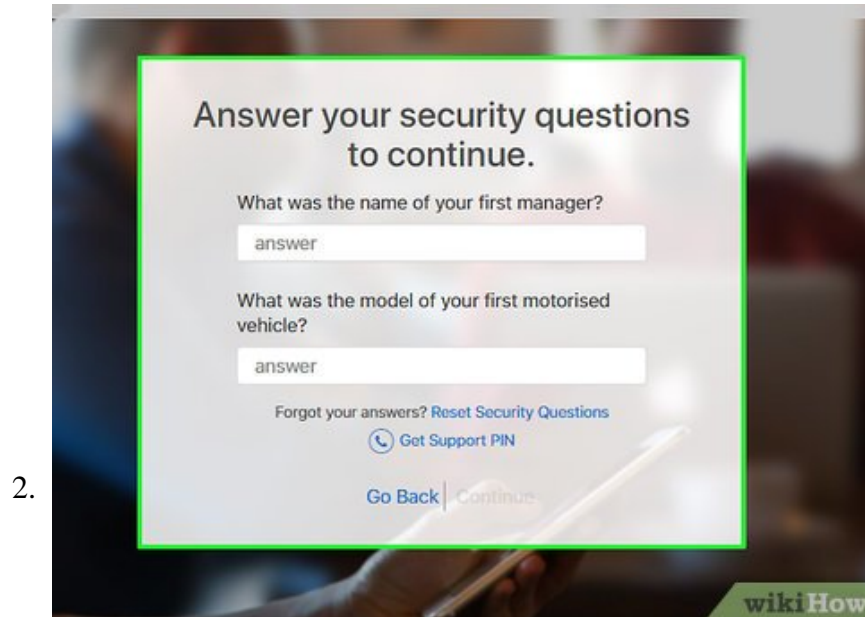 Answer your security questions
to continue.
What was the name of your first manager?
answer
What was the model of your first motorised
vehicle?
answer
Forgot your answers? Reset Security Questions
Get Support PIN
2.
Go Back Continue
wikiHow